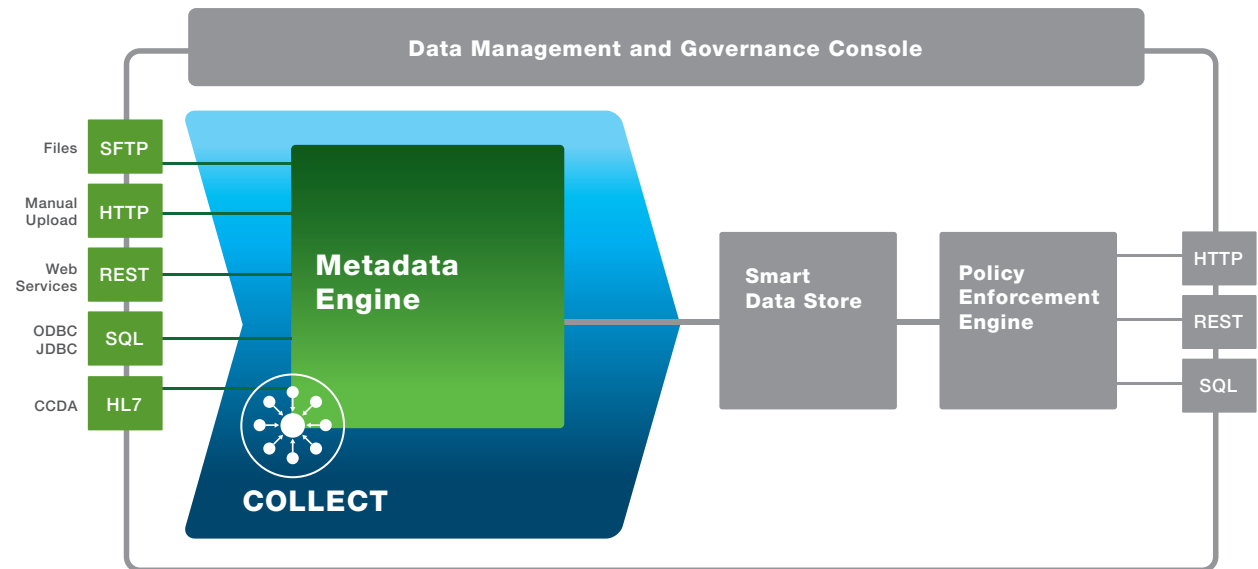 Data Management and Governance Console
Files
SFTP
Manual
Upload
HTTP
Web
Services
REST
ODBC
JDBC
SQL
CCDA
HL7
Metadada
Engine
COLLECT
Smart
Data Store
Policy
Enforcement
Engine
HTTP
REST
SQL